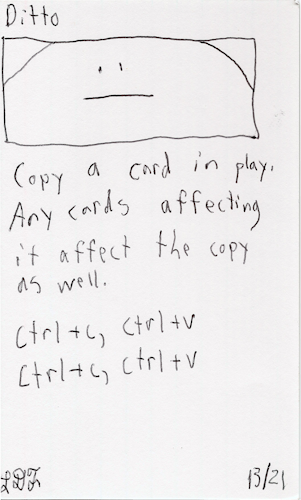 Ditto
Copy a card in play.
Any cards affecting
it affect the copy
as well.
Ctrl+c, Ctrl+v
Ctrl+c, Ctrl+v
13/21